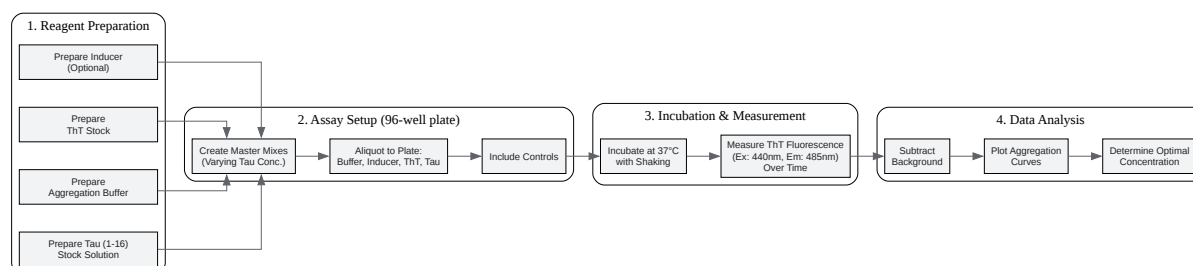 1. Reagent Preparation
Prepare Inducer
(Optional)
Prepare
ThT Stock
Prepare
Aggregation Buffer
Prepare Tau (1-16)
Stock Solution
2. Assay Setup (96-well plate)
Create Master Mixes
(Varying Tau Conc.)
Aliquot to Plate:
Buffer, Inducer, ThT, Tau
Include Controls
3. Incubation & Measurement
Incubate at 37°C
with Shaking
Measure ThT Fluorescence
(Ex: 440nm, Em: 485nm)
Over Time
4. Data Analysis
Subtract
Background
Plot Aggregation
Curves
Determine Optimal
Concentration